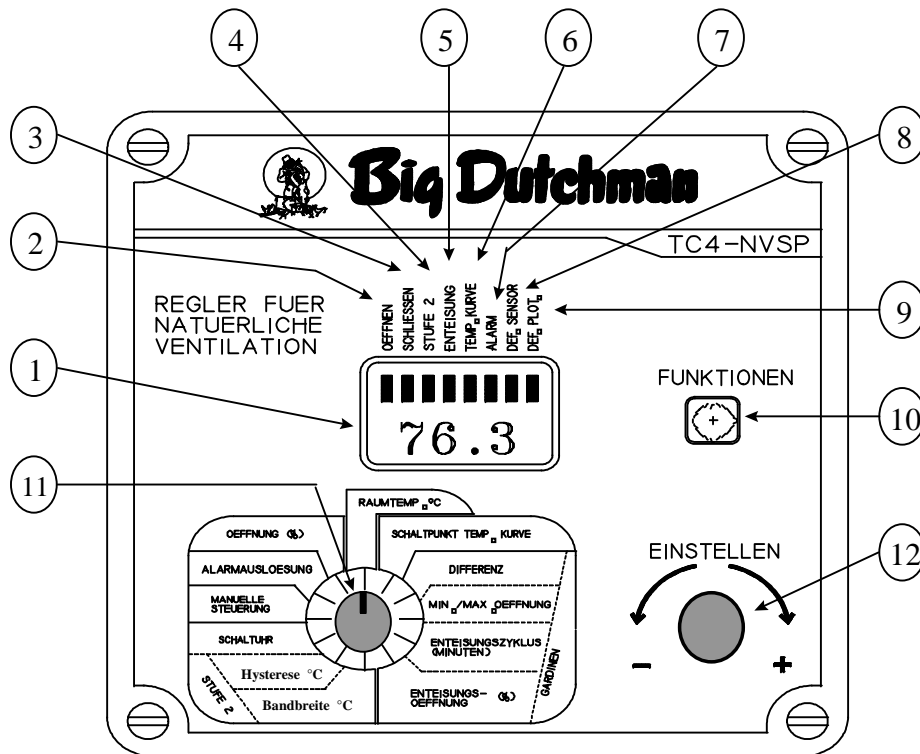 4
5
6
7
3
8
Big Dutchman
TC4-NVSP
2
9
REGLER FUER
NATUERLICHE
VENTILATION
OEFFNEN
SCHLIESSEN
STUFE 2
ENTEISUNG
TEMP. KURVE
ALARM
DEF. SENSOR
DEF. PLOT.
1
76.3
FUNKTIONEN
10
11
RAUMTEMP. °C
OEFFNUNG (%)
ALARMAUSLOESUNG
MANUELLE
STEUERUNG
SCHALTUHR
Hysterese °C
Bandbreite °C
STUFE 2
SCHALTPUNKT TEMP. KURVE
DIFFERENZ
MIN./MAX. OEFFNUNG
ENTEISUNGSZYKLUS
(MINUTEN)
ENTEISUNGS- (%)
OEFFNUNG
GARDINEN
EINSTELLEN
12
- +